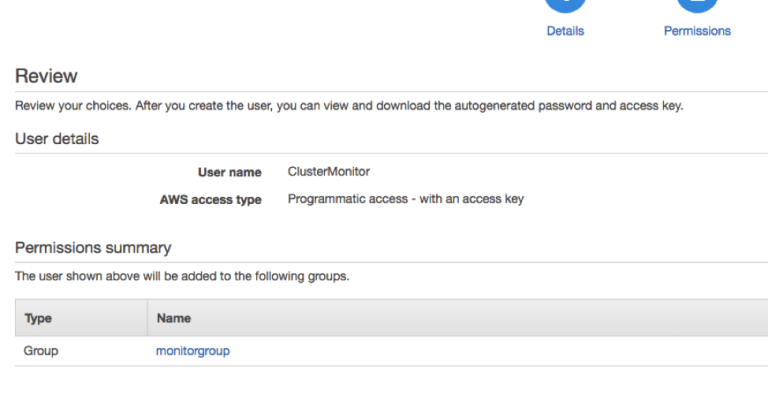 Details Permissions
Review
Review your choices. After you create the user, you can view and download the autogenerated password and access key.
User details
User name ClusterMonitor
AWS access type Programmatic access - with an access key
Permissions summary
The user shown above will be added to the following groups.
Type Name
Group monitorgroup